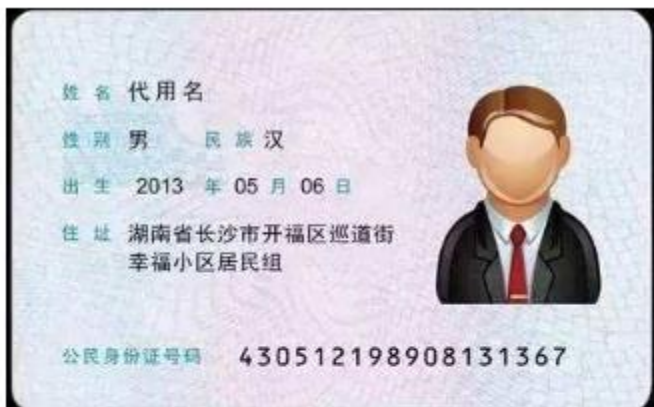 姓名 代用名
性别 男 民族 汉
出生 2013 年 05 月 06 日
住址 湖南省长沙市开福区巡道街
幸福小区居民组
公民身份证号码 430512198908131367